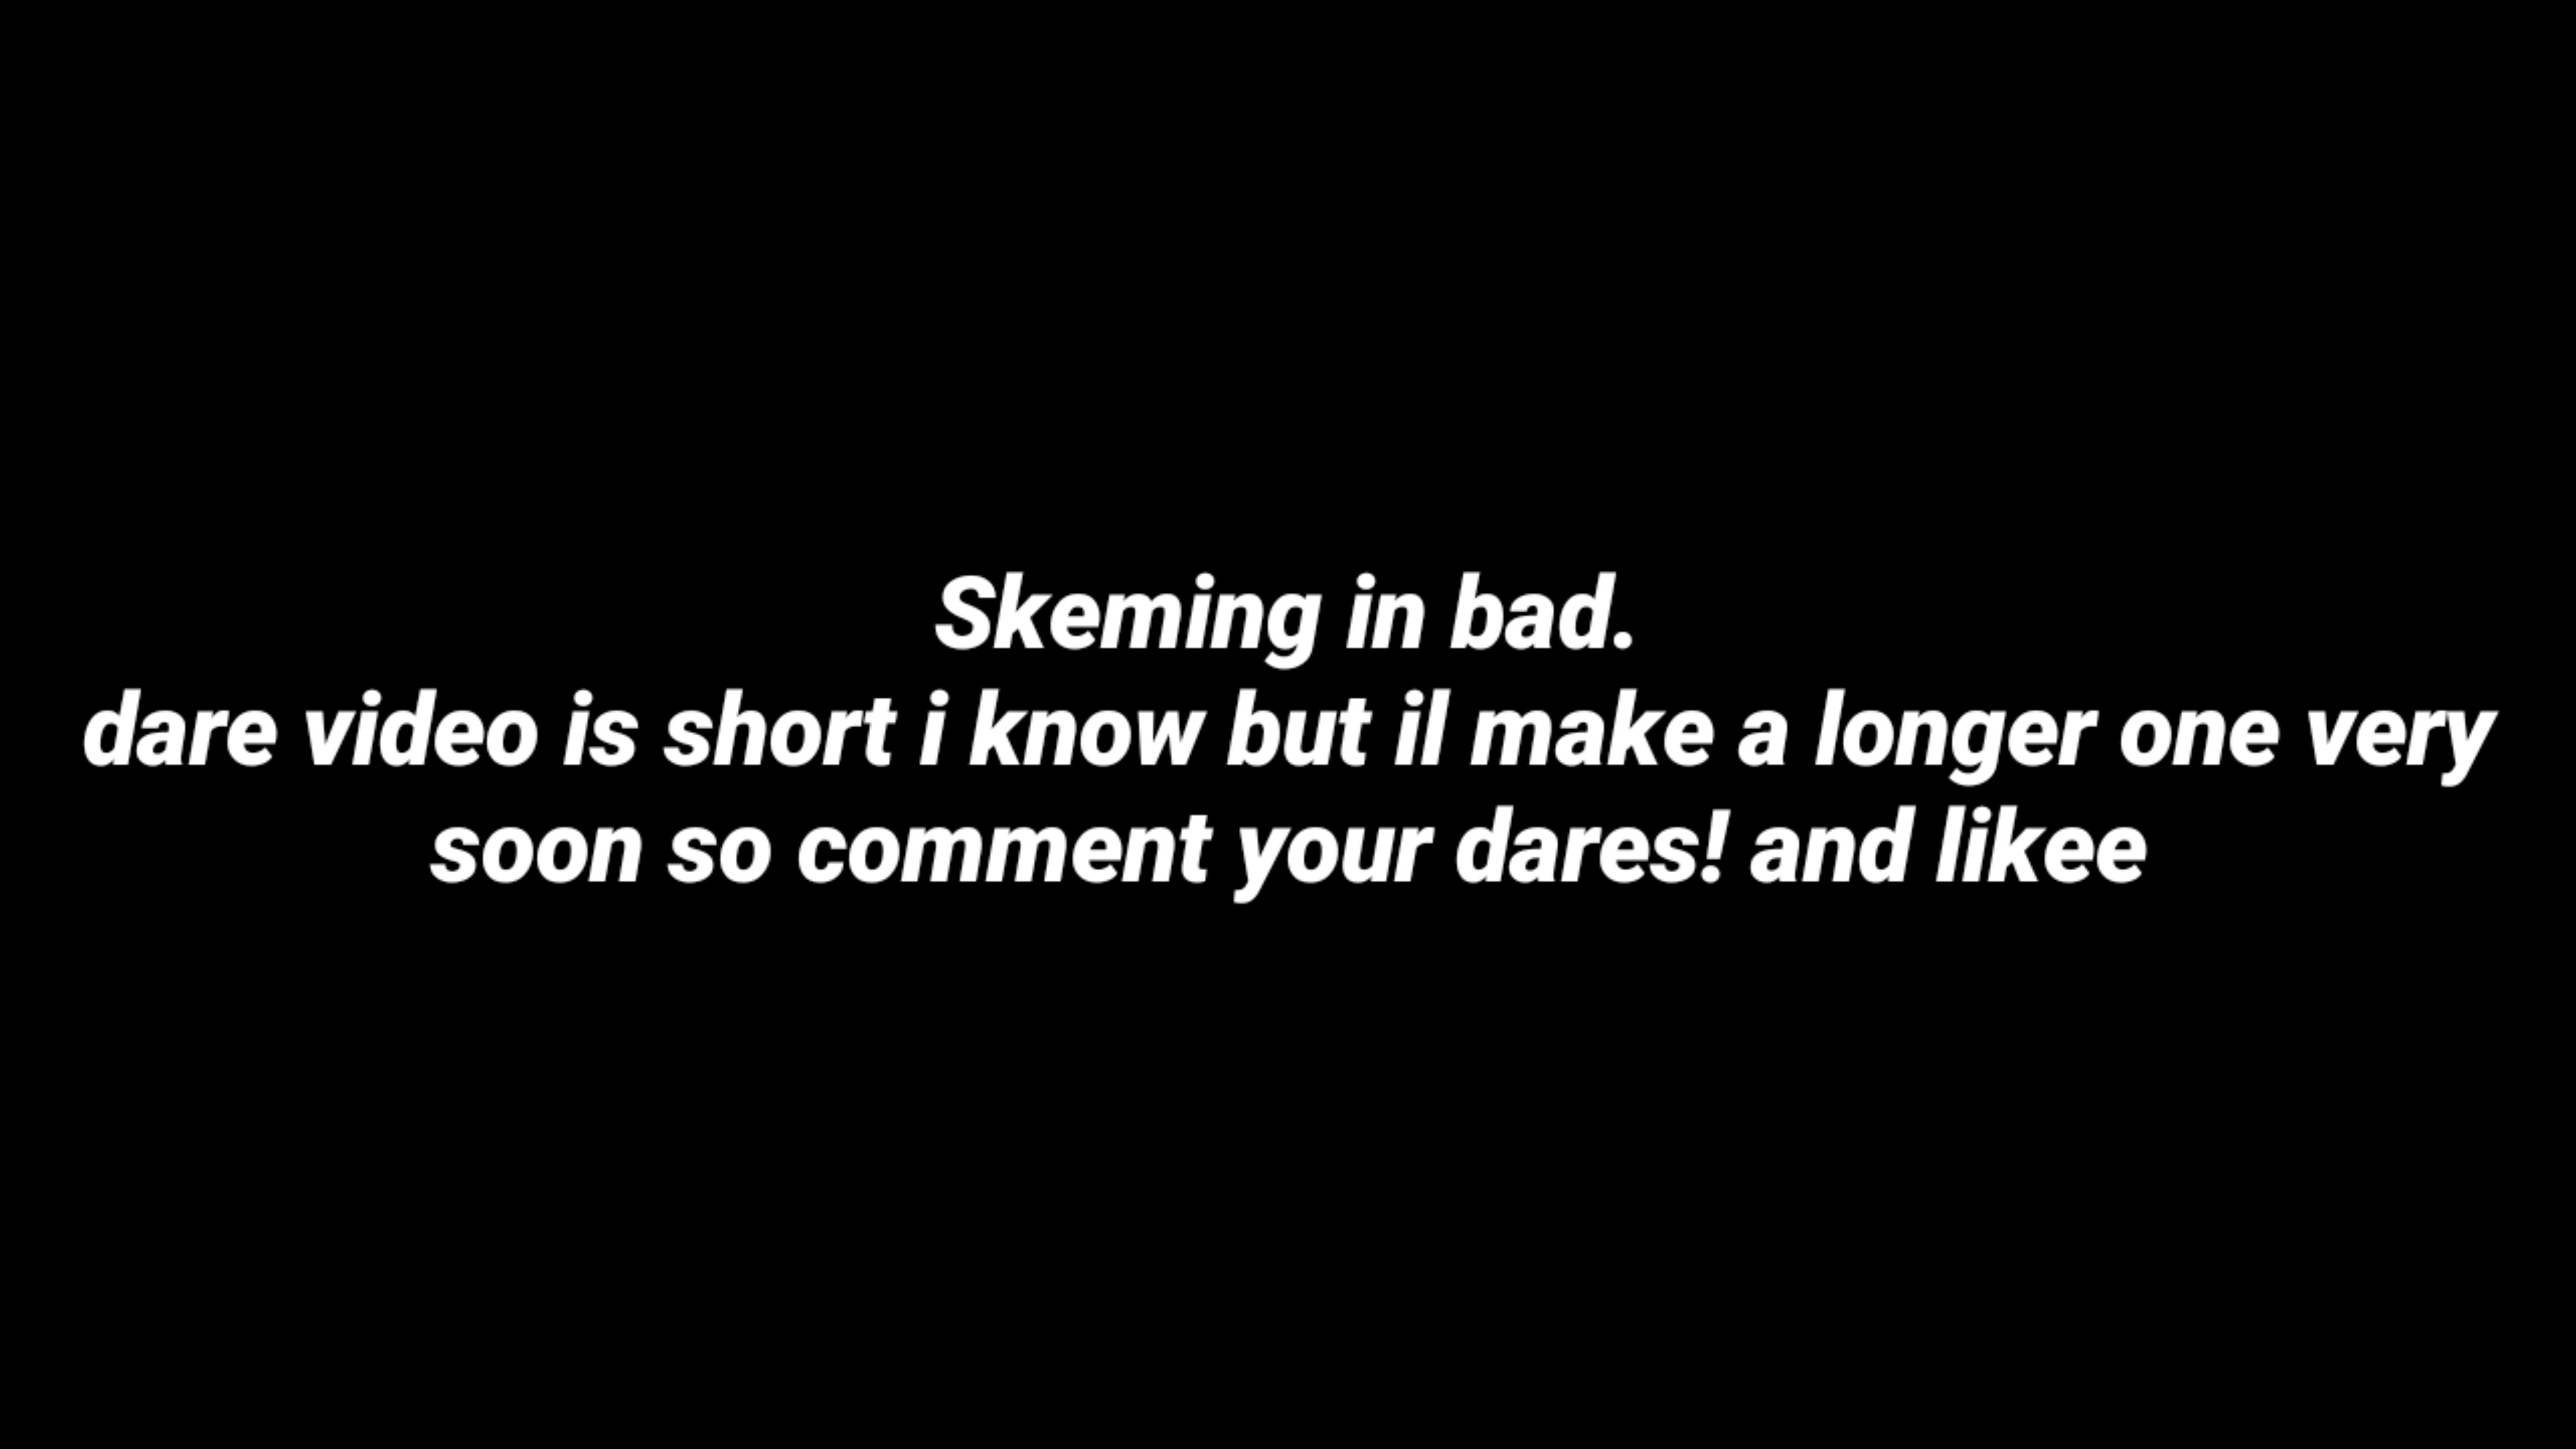 Skeming in bad.
dare video is short i know but il make a longer one very
soon so comment your dares! and likee